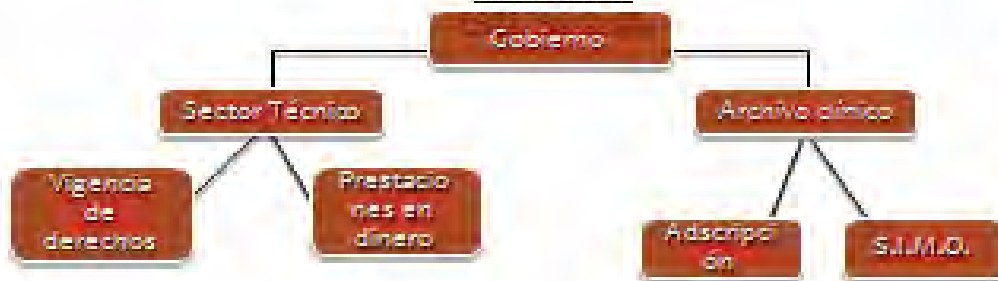 Gobierno
Sector Técnico
Archivo clínico
Vigencia
de
derechos
Prestacio
nes en
dinero
Adscripci
ón
S.I.M.O.